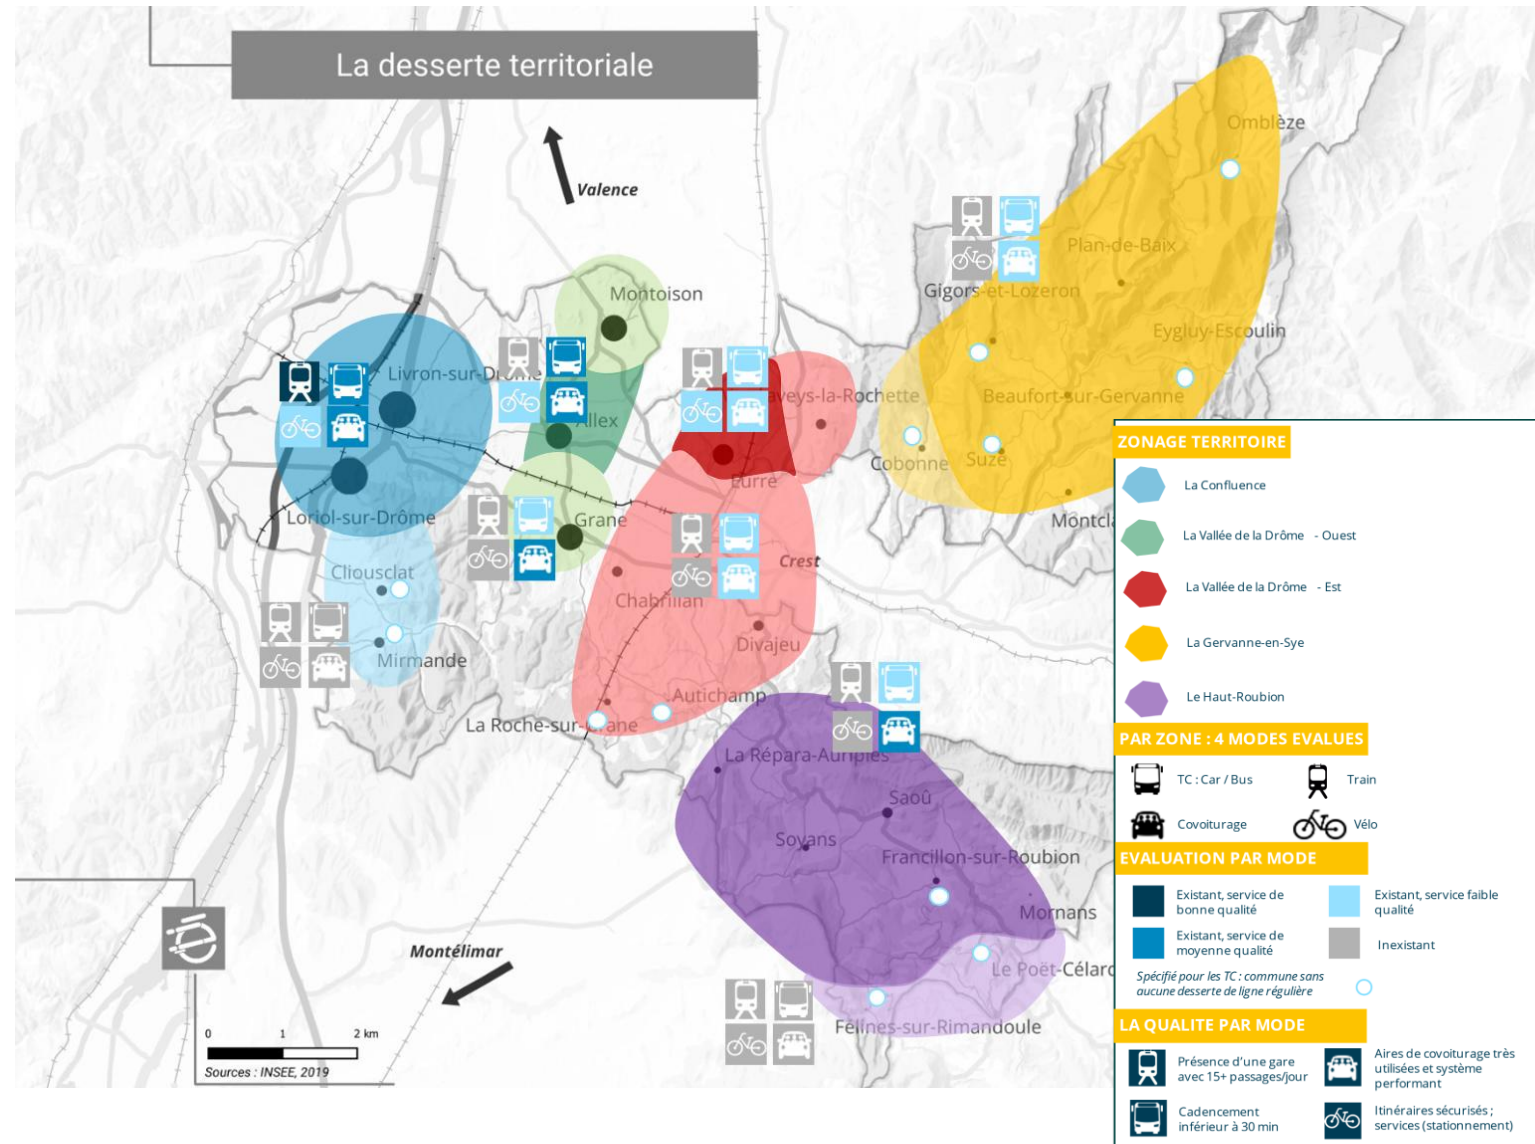 La desserte territoriale
Valence
Omblèze
Plan-de-Baix
Gigors-et-Lozeron
Eygluy-Escoulin
Beaufort-sur-Gervanne
Cobonne
Suze
Montcla
Montoison
Livron-sur-Drôme
Allex
aveys-la-Rochette
Eurre
Loriol-sur-Drôme
Grane
Crest
Cliousclat
Chabrillan
Divajeu
Mirmande
Autichamp
La Roche-sur-Grane
La Répara-Auriples
Saoû
Soyans
Francillon-sur-Roubion
Mornans
Le Poët-Célard
Félines-sur-Rimandoule
Montélimar
0 1 2 km
Sources : INSEE, 2019
ZONAGE TERRITOIRE
La Confluence
La Vallée de la Drôme - Ouest
La Vallée de la Drôme - Est
La Gervanne-en-Sye
Le Haut-Roubion
PAR ZONE : 4 MODES EVALUES
TC : Car / Bus
Train
Covoiturage
Vélo
EVALUATION PAR MODE
Existant, service de
bonne qualité
Existant, service faible
qualité
Existant, service de
moyenne qualité
Inexistant
Spécifié pour les TC : commune sans
aucune desserte de ligne régulière
LA QUALITE PAR MODE
Présence d'une gare
avec 15+ passages/jour
Aires de covoiturage très
utilisées et système
performant
Cadencement
inférieur à 30 min
Itinéraires sécurisés ;
services (stationnement)